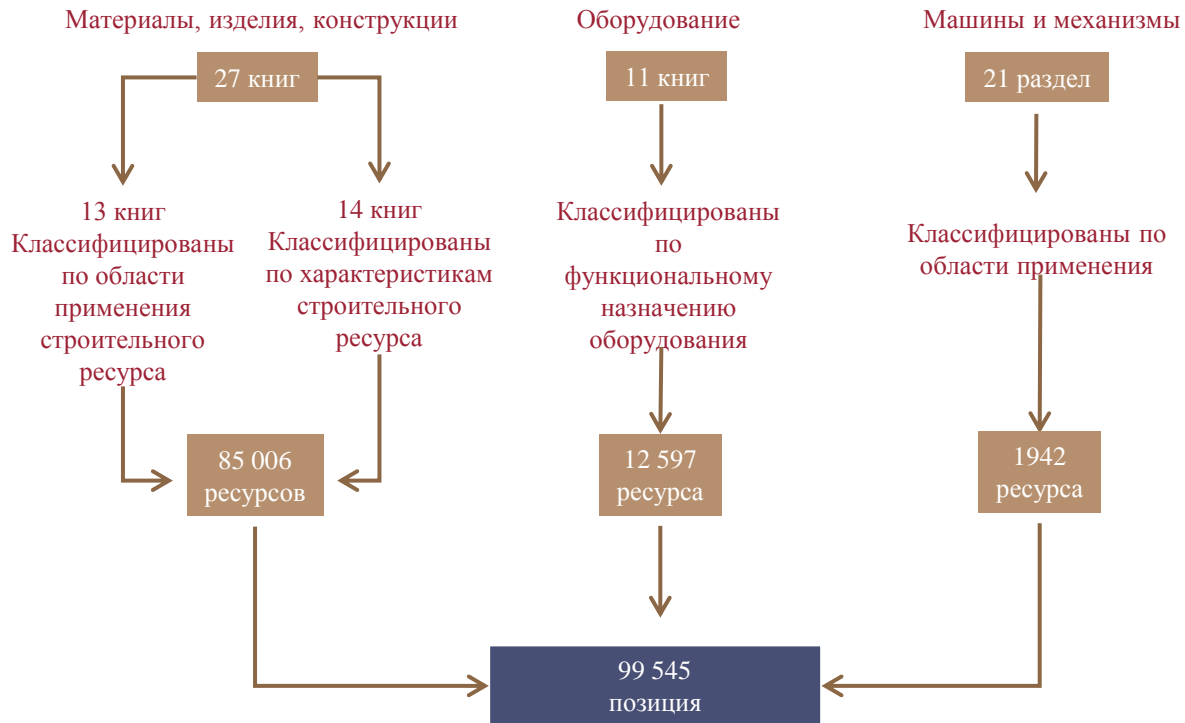 Материалы, изделия, конструкции
27 книг
13 книг
Классифицированы
по области
применения
строительного
ресурса
14 книг
Классифицированы
по характеристикам
строительного
ресурса
85 006
ресурсов
Оборудование
11 книг
Классифицированы
по
функциональному
назначению
оборудования
12 597
ресурса
Машины и механизмы
21 раздел
Классифицированы по
области применения
1942
ресурса
99 545
позиция